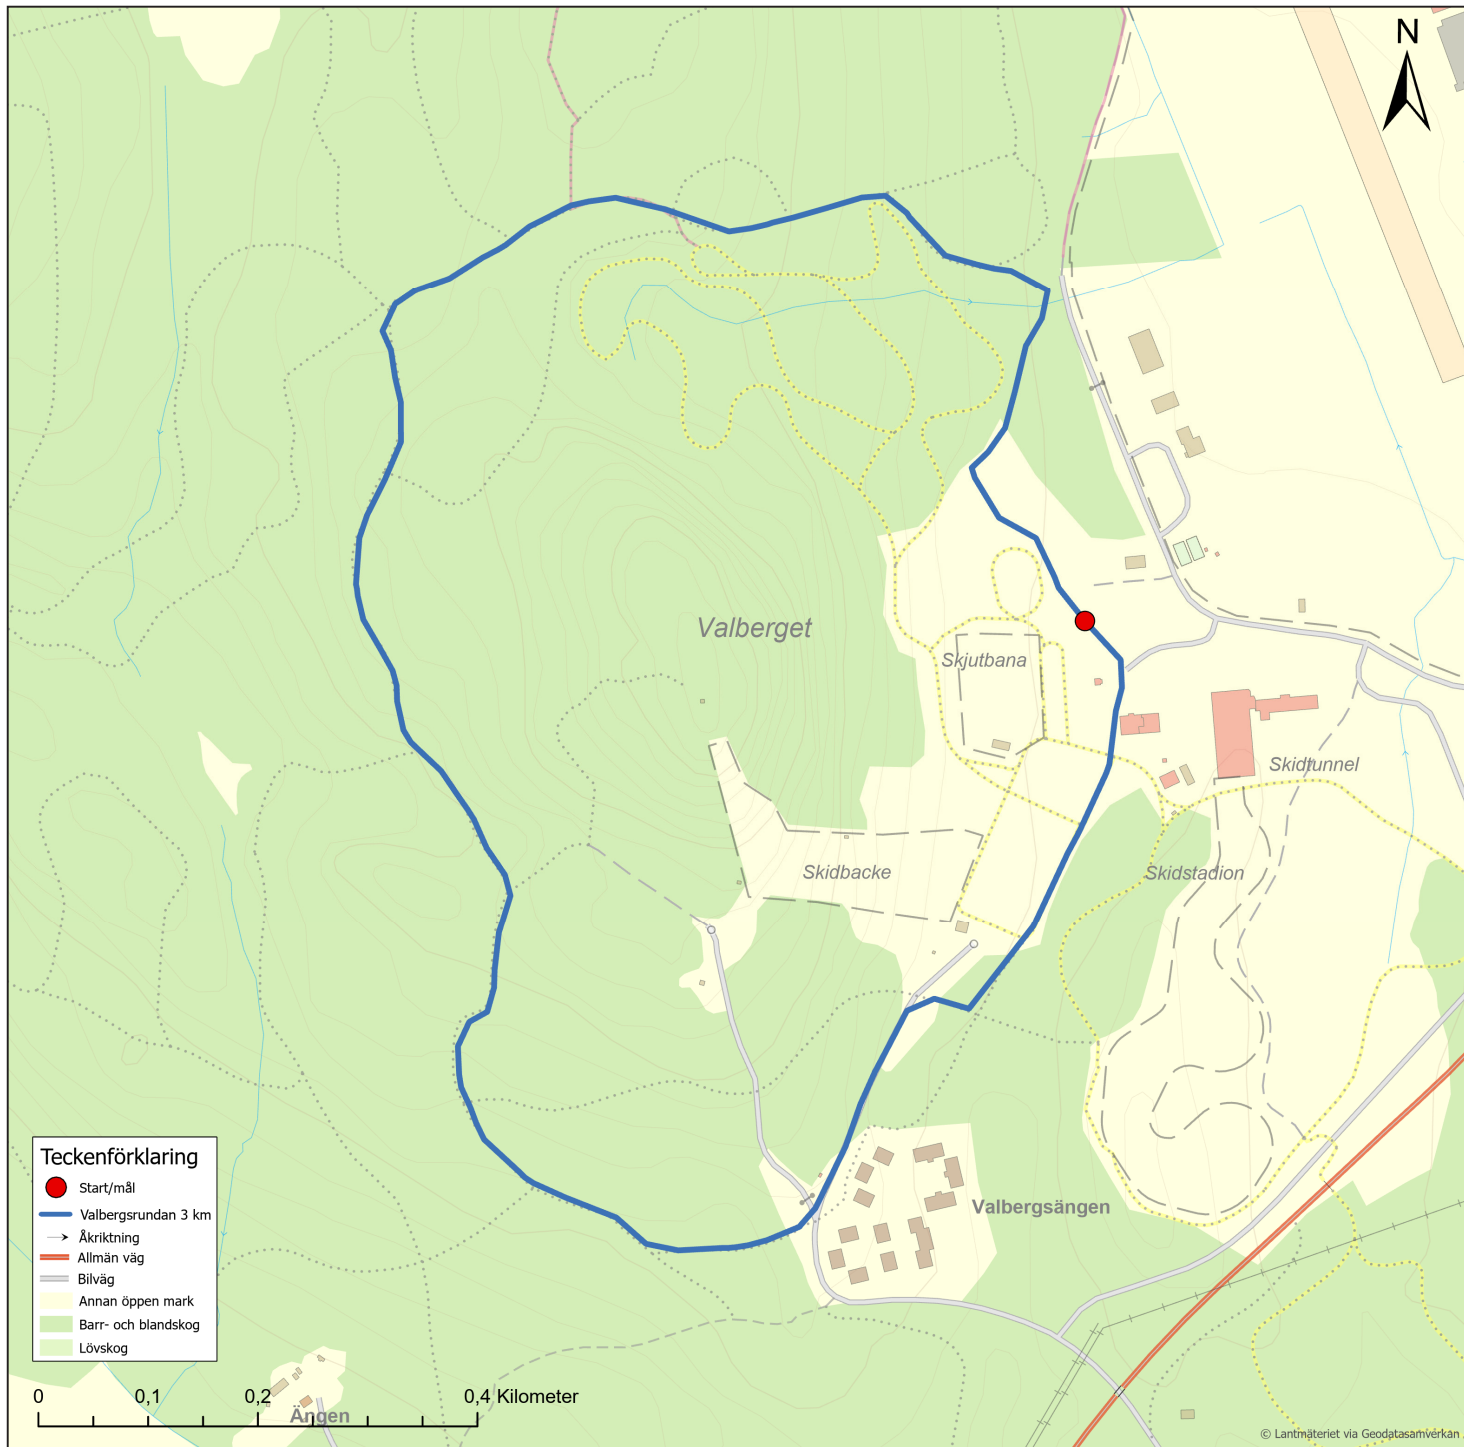 N
Valberget
Skjutbana
Skidtunnel
Skidbacke
Skidstadion
Valbergsängen
Teckenförklaring
Start/mål
Valbergsrundan 3 km
Åkriktning
Allmän väg
Bilväg
Annan öppen mark
Barr- och blandskog
Lövskog
0 0,1 0,2 0,4 Kilometer
Ängen
© Lantmäteriet via Geodatasamverkan